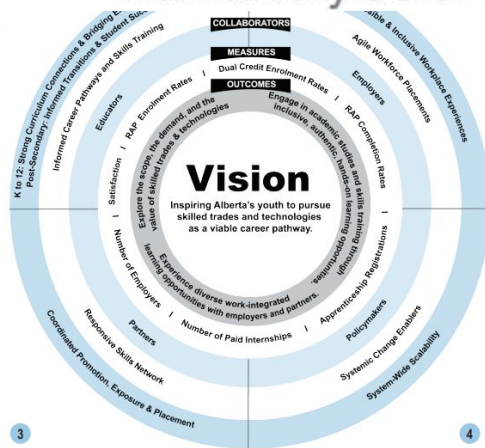 COLLABORATORS
MEASURES
OUTCOMES
K to 12: Strong Curriculum Connections & Bridging
Post-Secondary: Informed Transitions & Student
Informed Career Pathways and Skills Training
Educators
& Inclusive Workplace Experiences
Agile Workforce Placements
Employers
Satisfaction
I
RAP Enrolment Rates
I
Dual Credit Enrolment Rates
I
RAP Completion Rates
I
Apprenticeship Registrations
I
Number of Paid Internships
I
Number of Employers
I
Explore the scope, the demand, and the
value of skilled trades & technologies
Engage in academic studies and skills training through
inclusive, authentic, hands-on learning opportunities.
Experience diverse work-integrated
learning opportunities with employers and partners.
Vision
Inspiring Alberta's youth to pursue
skilled trades and technologies
as a viable career pathway.
Partners
Responsive Skills Network
Coordinated Promotion, Exposure & Placement
Policymakers
Systemic Change Enablers
System-Wide Scalability
3
4